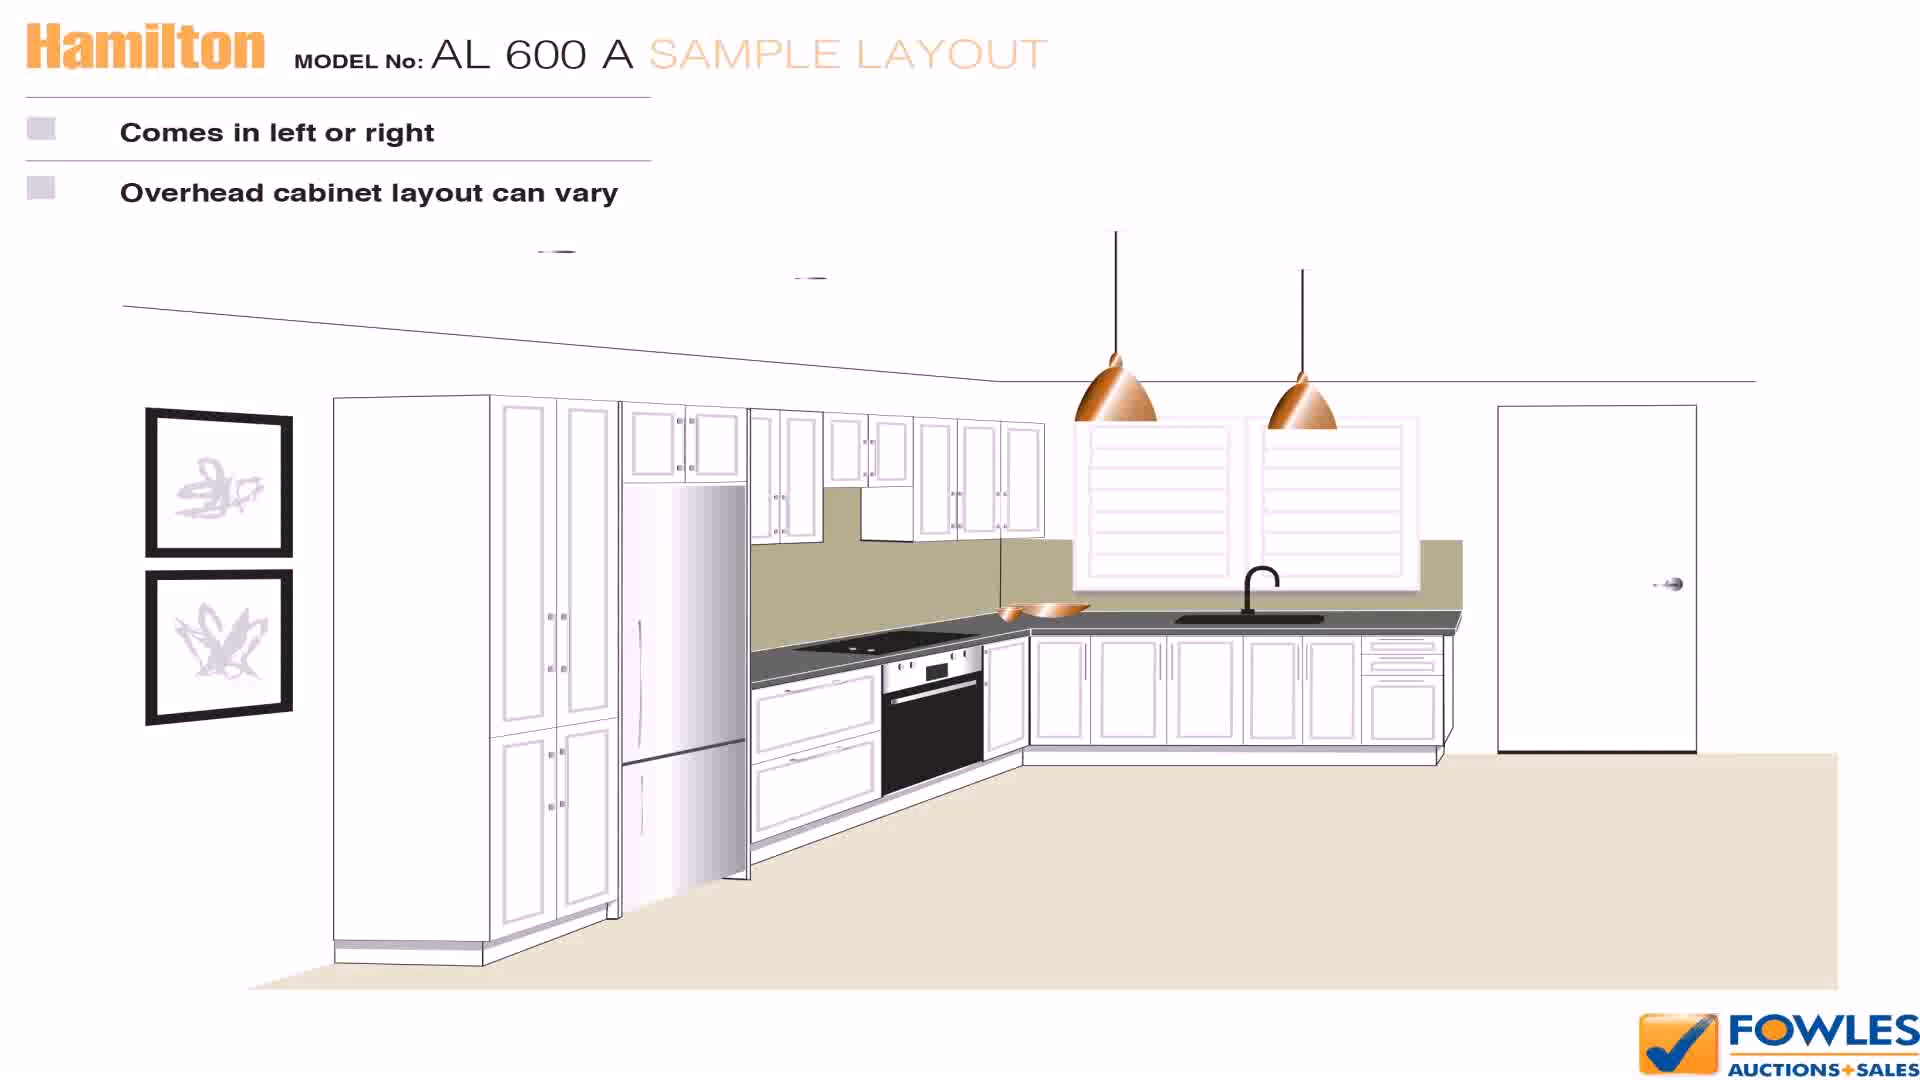 Hamilton MODEL No: AL 600 A SAMPLE LAYOUT
Comes in left or right
Overhead cabinet layout can vary
FOWLES
AUCTIONS+SALES